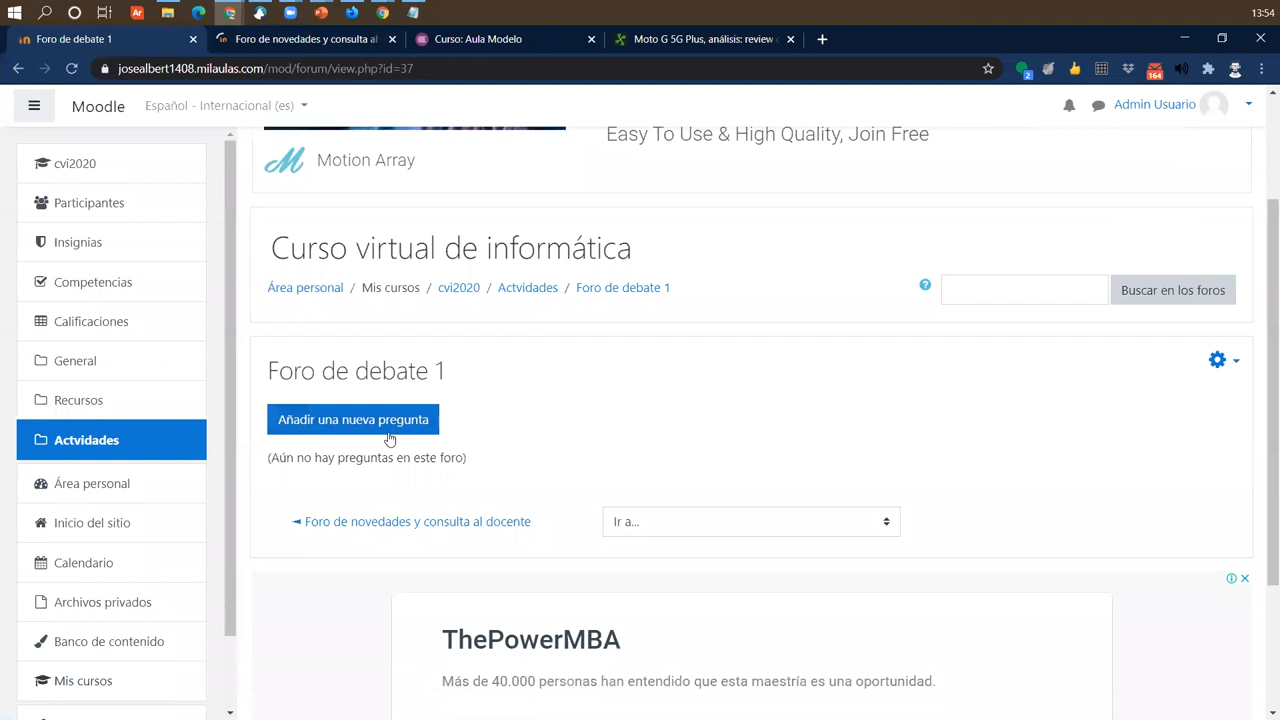 13:54
Foro de debate 1
Foro de novedades y consulta al
Curso: Aula Modelo
Moto G 5G Plus, análisis: review
josealbert1408.milaulas.com/mod/forum/view.php?id=37
2
164
Moodle
Español - Internacional (es)
Admin Usuario
Easy To Use & High Quality, Join Free
Motion Array
cvi2020
Participantes
Insignias
Competencias
Calificaciones
General
Recursos
Actvidades
Área personal
Inicio del sitio
Calendario
Archivos privados
Banco de contenido
Mis cursos
Curso virtual de informática
Área personal / Mis cursos / cvi2020 / Actvidades / Foro de debate 1
Buscar en los foros
Foro de debate 1
Añadir una nueva pregunta
(Aún no hay preguntas en este foro)
◄ Foro de novedades y consulta al docente
Ir a...
ThePowerMBA
Más de 40.000 personas han entendido que esta maestría es una oportunidad.